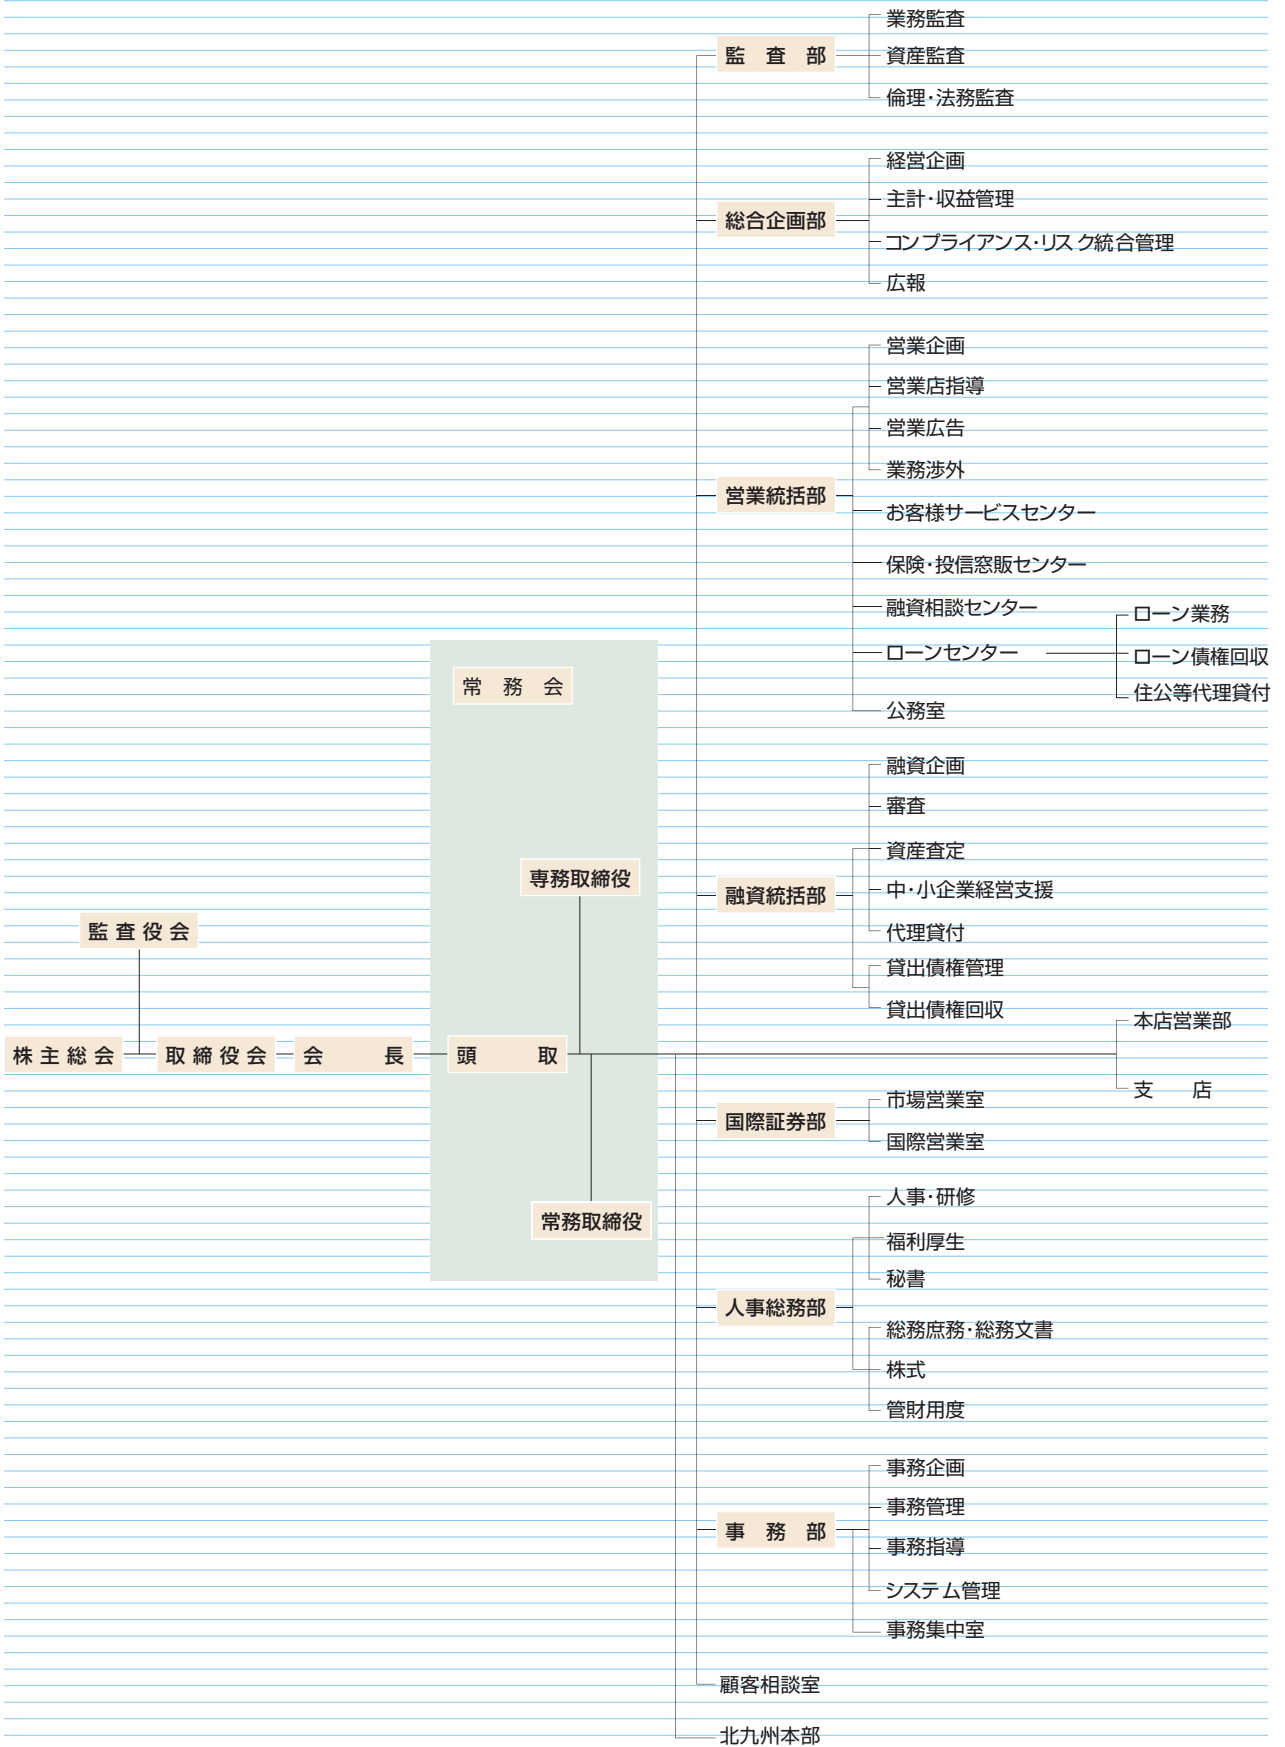 業務監査
監査部
資産監査
倫理・法務監査
経営企画
主計・収益管理
総合企画部
コンプライアンス・リスク統合管理
広報
営業企画
営業店指導
営業広告
業務渉外
営業統括部
お客様サービスセンター
保険・投信窓販センター
融資相談センター
ローンセンター
ローン業務
ローン債権回収
住公等代理貸付
公務室
常務会
融資企画
審査
資産査定
専務取締役
融資統括部
中・小企業経営支援
代理貸付
監査役会
貸出債権管理
貸出債権回収
本店営業部
株主総会
取締役会
会長
頭取
支店
市場営業室
国際証券部
国際営業室
人事・研修
常務取締役
福利厚生
秘書
人事総務部
総務庶務・総務文書
株式
管財用度
事務企画
事務管理
事務部
事務指導
システム管理
事務集中室
顧客相談室
北九州本部